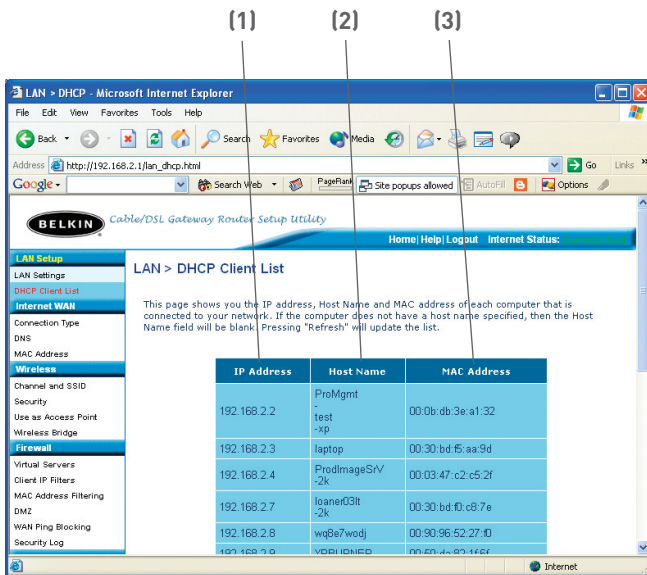 (1) (2) (3)
LAN > DHCP - Microsoft Internet Explorer
File Edit View Favorites Tools Help
Back Search Favorites Media
Address http://192.168.2.1/lan_dhcp.html Go Links »
Google Search Web PageRank Site popups allowed AutoFill Options
BELKIN Cable/DSL Gateway Router Setup Utility
Home|Help|Logout Internet Status:
LAN Setup
LAN Settings
DHCP Client List
Internet WAN
Connection Type
DNS
MAC Address
Wireless
Channel and SSID
Security
Use as Access Point
Wireless Bridge
Firewall
Virtual Servers
Client IP Filters
MAC Address Filtering
DMZ
WAN Ping Blocking
Security Log
LAN > DHCP Client List
This page shows you the IP address, Host Name and MAC address of each computer that is
connected to your network. If the computer does not have a host name specified, then the Host
Name field will be blank. Pressing "Refresh" will update the list.
IP Address Host Name MAC Address
192.168.2.2 ProMgmt
-
test
-xp 00:0b:db:3e:a1:32
192.168.2.3 laptop 00:30:bd:f5:aa:9d
192.168.2.4 ProdImageSrV
-2k 00:03:47:c2:c5:2f
192.168.2.7 loaner03lt
-2k 00:30:bd:f0:c8:7e
192.168.2.8 wq8e7wodj 00:90:96:52:27:f0
192.168.2.9 XPBURNER
Internet